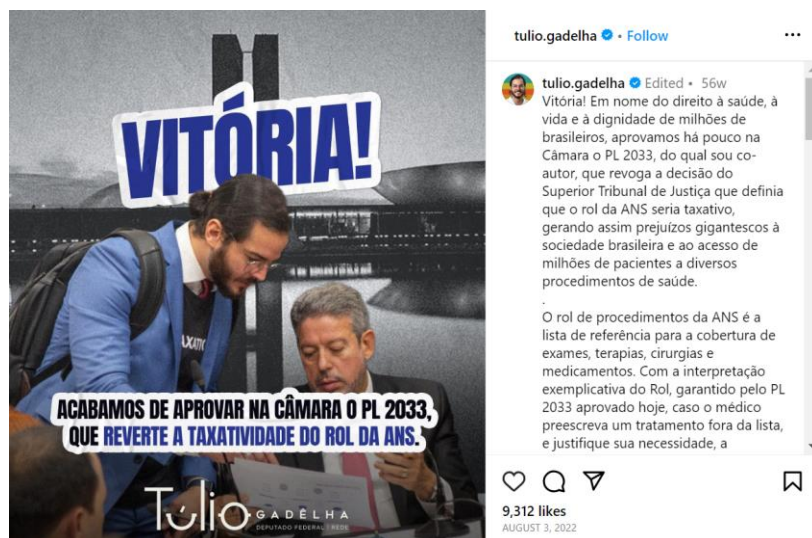 VITÓRIA!
AXATIV
ACABAMOS DE APROVAR NA CÂMARA O PL 2033,
QUE REVERTE A TAXATIVIDADE DO ROL DA ANS.
Túlio GADÊLHA
DEPUTADO FEDERAL | REDE
tulio.gadelha • Follow
tulio.gadelha Edited • 56w
Vitória! Em nome do direito à saúde, à
vida e à dignidade de milhões de
brasileiros, aprovamos há pouco na
Câmara o PL 2033, do qual sou co-
autor, que revoga a decisão do
Superior Tribunal de Justiça que definia
que o rol da ANS seria taxativo,
gerando assim prejuízos gigantescos à
sociedade brasileira e ao acesso de
milhões de pacientes a diversos
procedimentos de saúde.
.
O rol de procedimentos da ANS é a
lista de referência para a cobertura de
exames, terapias, cirurgias e
medicamentos. Com a interpretação
exemplicativa do Rol, garantido pelo PL
2033 aprovado hoje, caso o médico
preescreva um tratamento fora da lista,
e justifique sua necessidade, a
9,312 likes
AUGUST 3, 2022